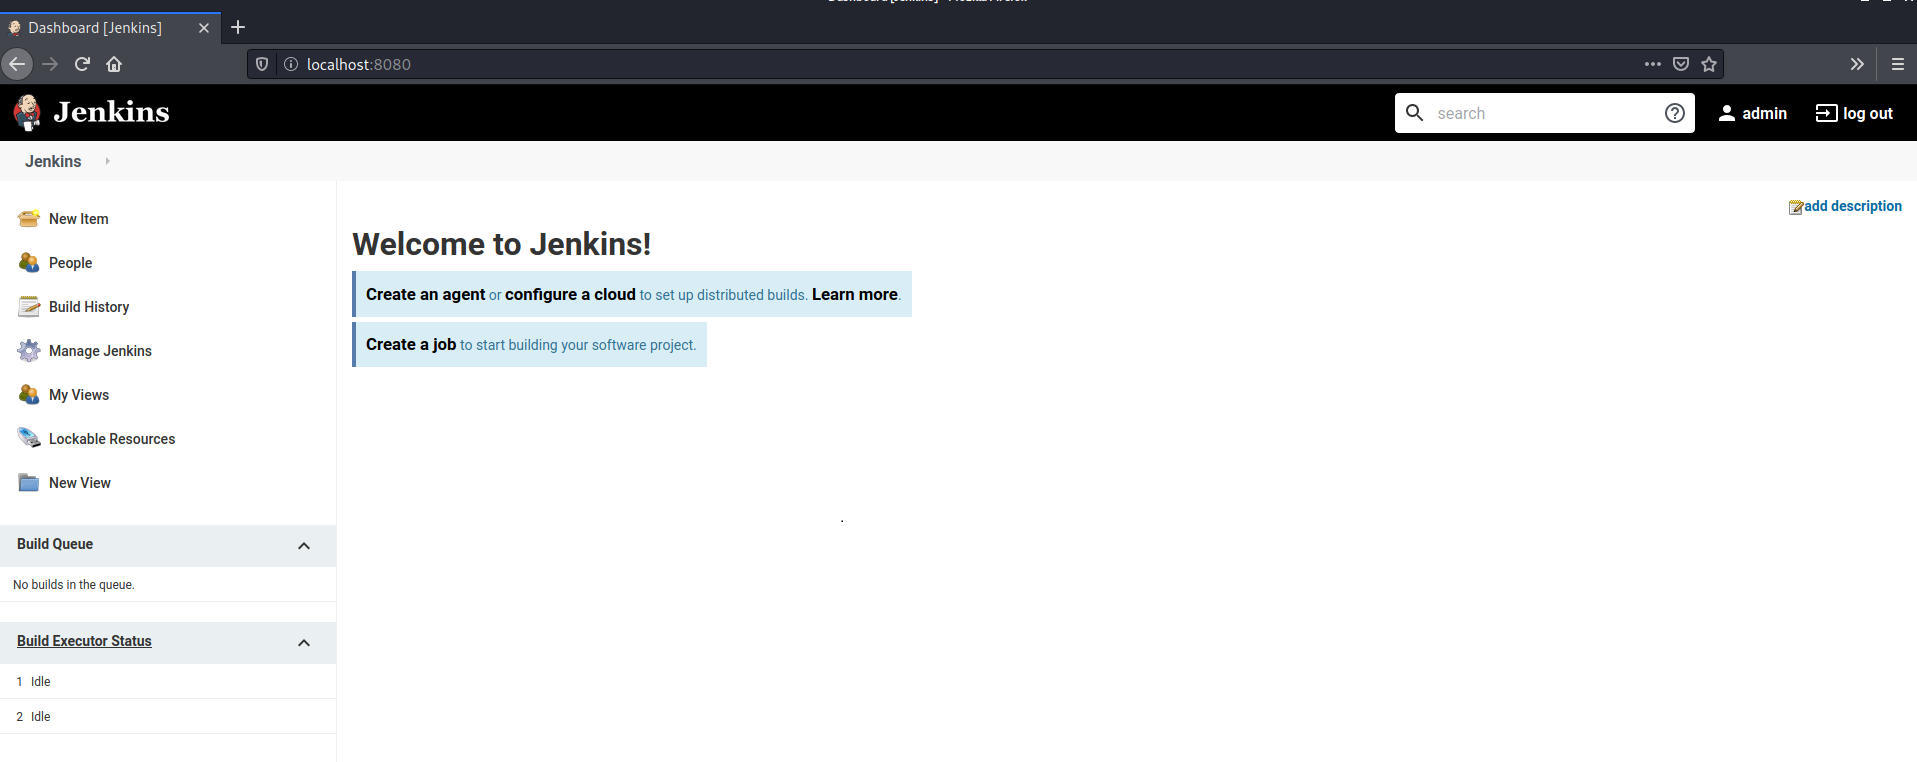 Dashboard [Jenkins]
localhost:8080
Jenkins
search
admin
log out
Jenkins
New Item
People
Build History
Manage Jenkins
My Views
Lockable Resources
New View
Build Queue
No builds in the queue.
Build Executor Status
1 Idle
2 Idle
add description
Welcome to Jenkins!
Create an agent or configure a cloud to set up distributed builds. Learn more.
Create a job to start building your software project.